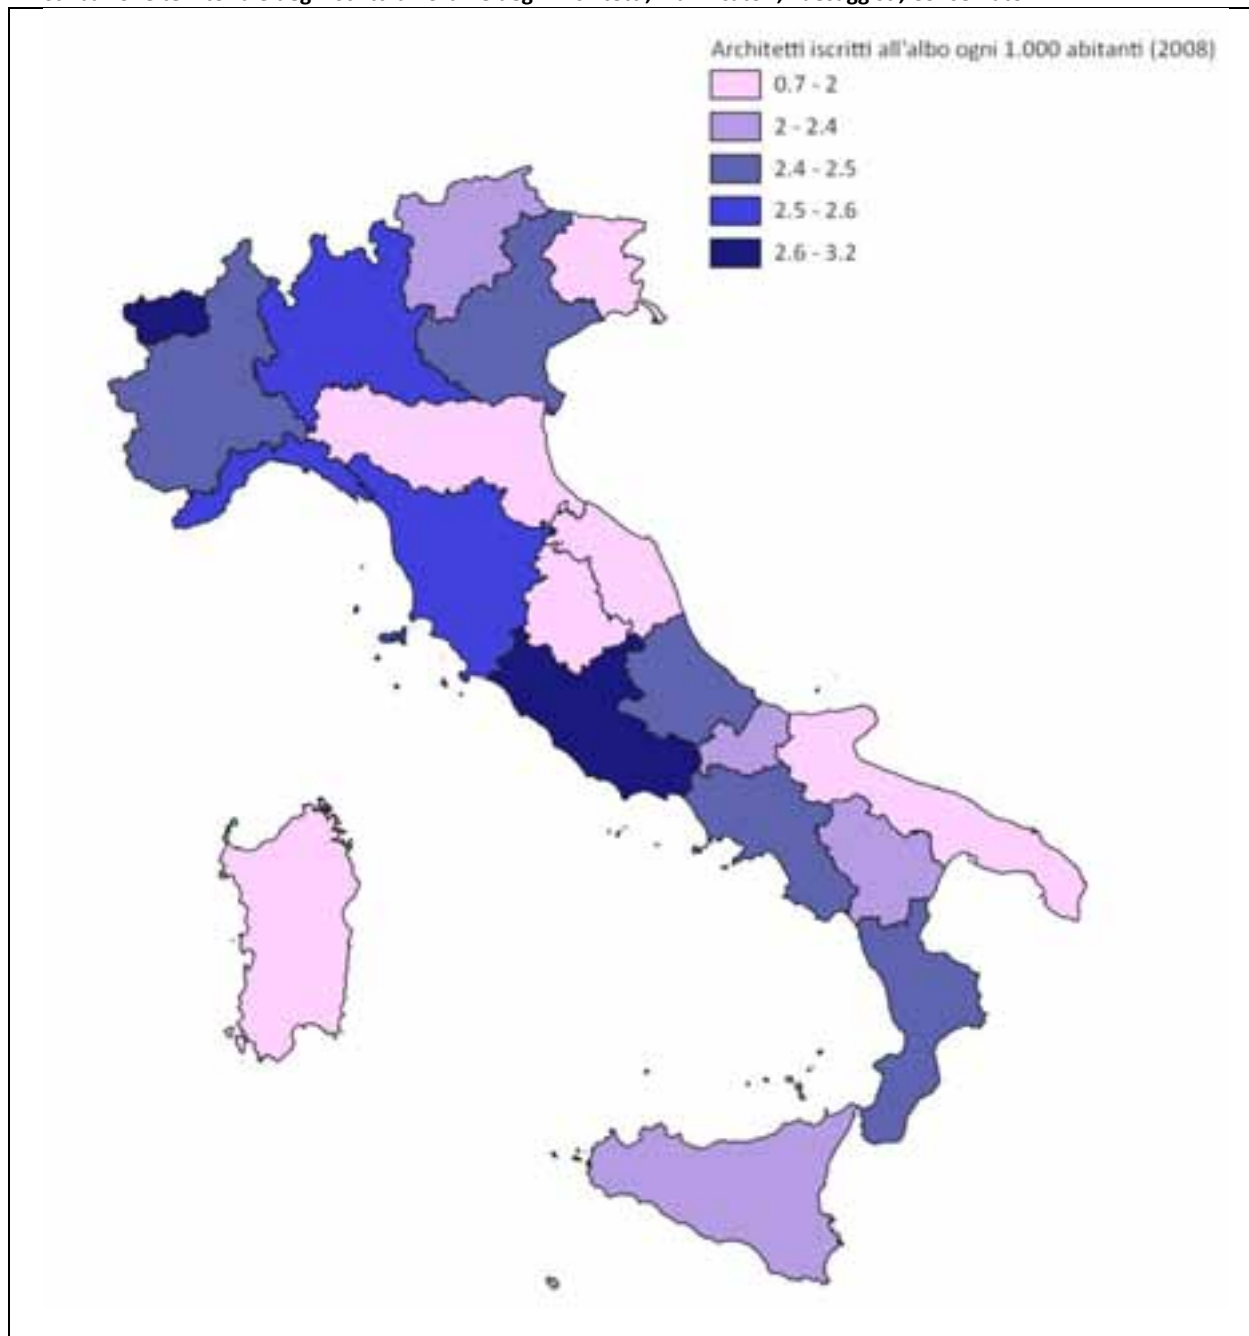 Architetti iscritti all'albo ogni 1.000 abitanti (2008)
0.7 - 2
2 - 2.4
2.4 - 2.5
2.5 - 2.6
2.6 - 3.2